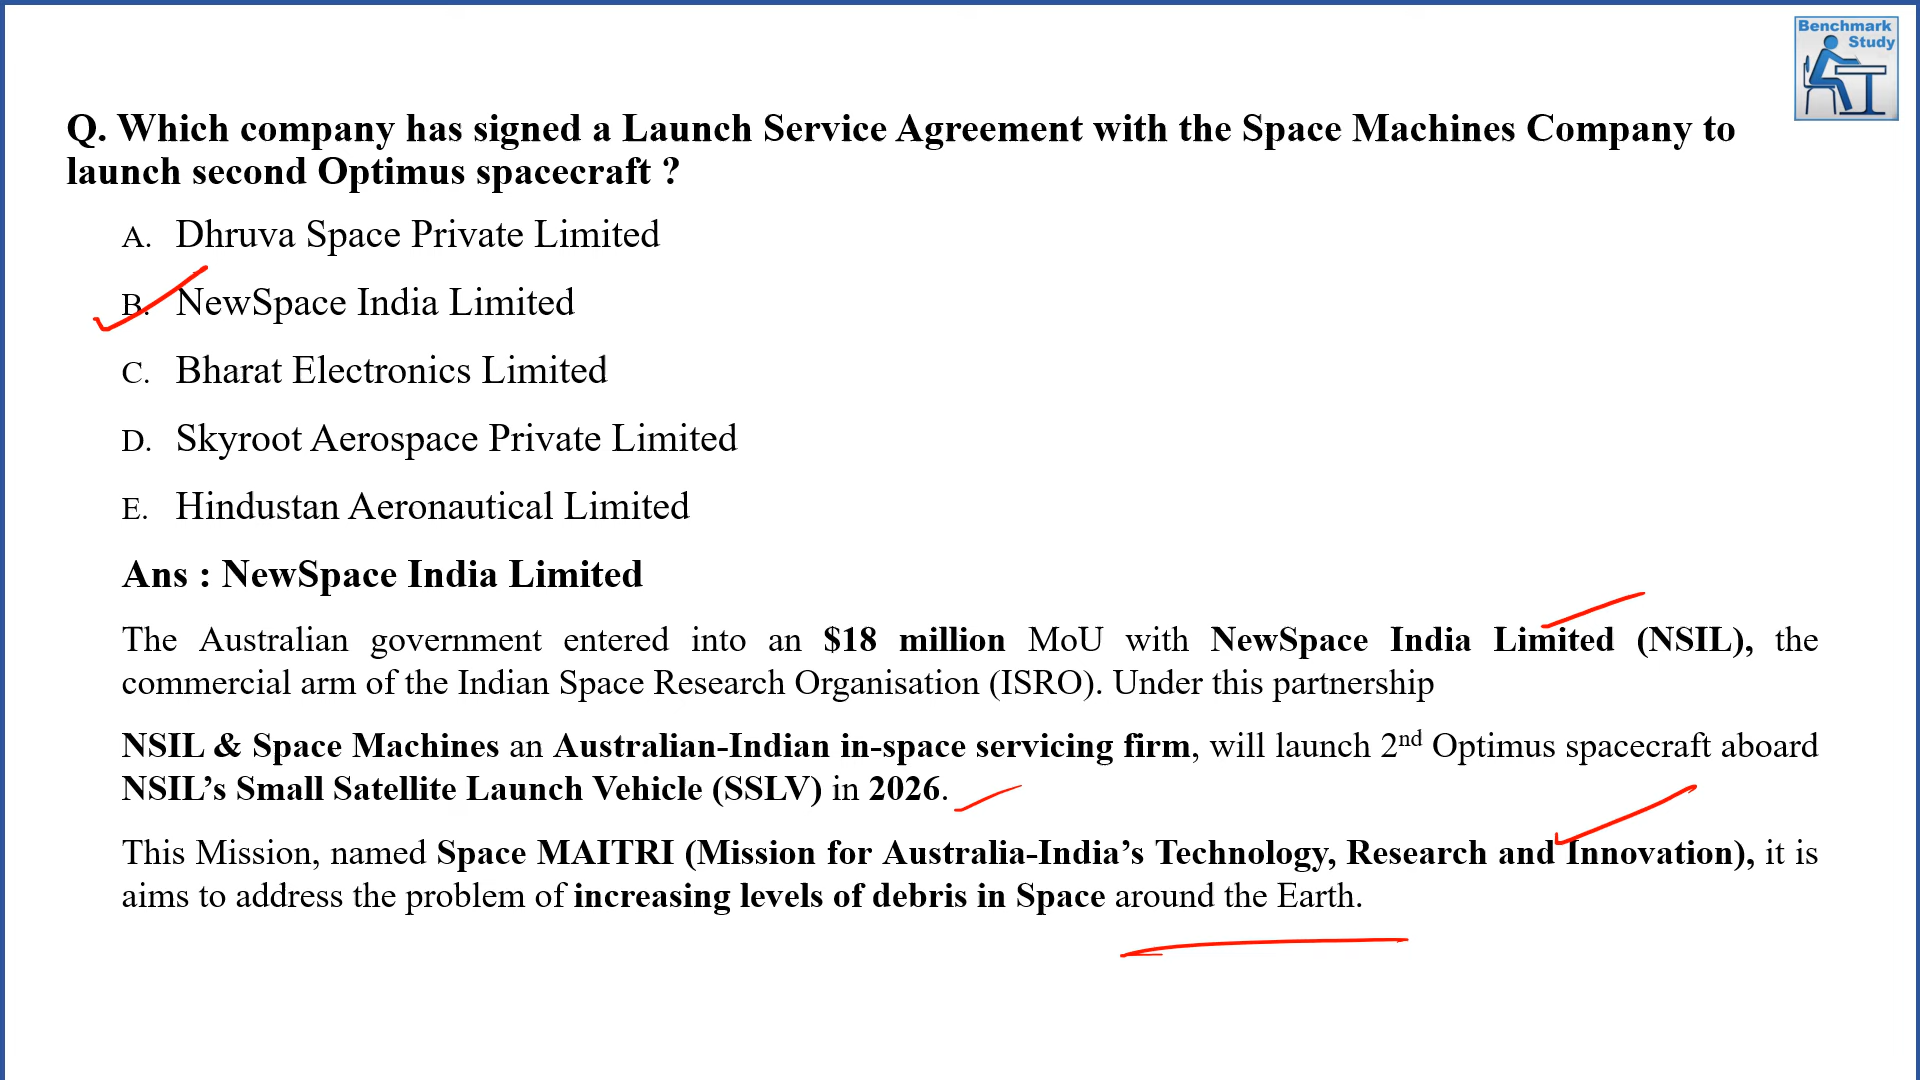 Benchmark
Study
Q. Which company has signed a Launch Service Agreement with the Space Machines Company to
launch second Optimus spacecraft ?
A. Dhruva Space Private Limited
B. NewSpace India Limited
C. Bharat Electronics Limited
D. Skyroot Aerospace Private Limited
E. Hindustan Aeronautical Limited
Ans : NewSpace India Limited
The Australian government entered into an $18 million MoU with NewSpace India Limited (NSIL), the
commercial arm of the Indian Space Research Organisation (ISRO). Under this partnership
NSIL & Space Machines an Australian-Indian in-space servicing firm, will launch 2nd Optimus spacecraft aboard
NSIL’s Small Satellite Launch Vehicle (SSLV) in 2026.
This Mission, named Space MAITRI (Mission for Australia-India’s Technology, Research and Innovation), it is
aims to address the problem of increasing levels of debris in Space around the Earth.